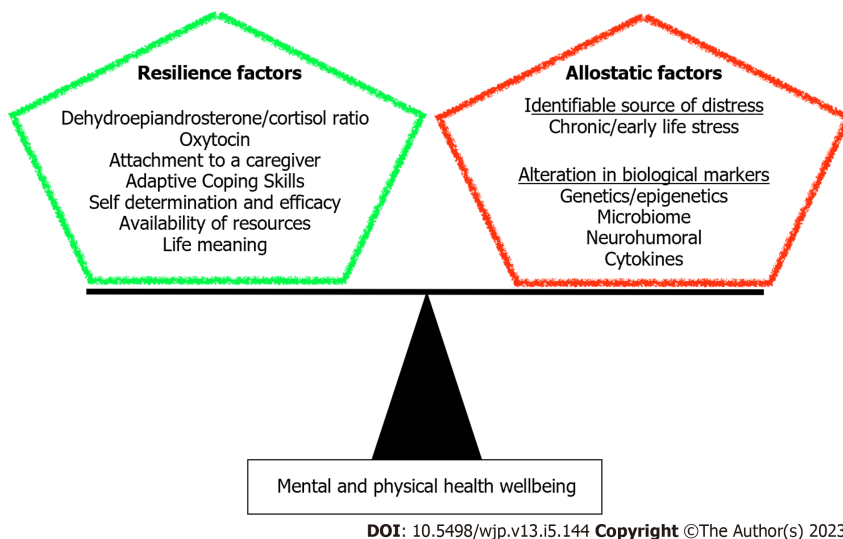 Resilience factors
Dehydroepiandrosterone/cortisol ratio
Oxytocin
Attachment to a caregiver
Adaptive Coping Skills
Self determination and efficacy
Availability of resources
Life meaning
Allostatic factors
Identifiable source of distress
Chronic/early life stress
Alteration in biological markers
Genetics/epigenetics
Microbiome
Neurohumoral
Cytokines
Mental and physical health wellbeing
DOI: 10.5498/wjp.v13.i5.144 Copyright ©The Author(s) 2023